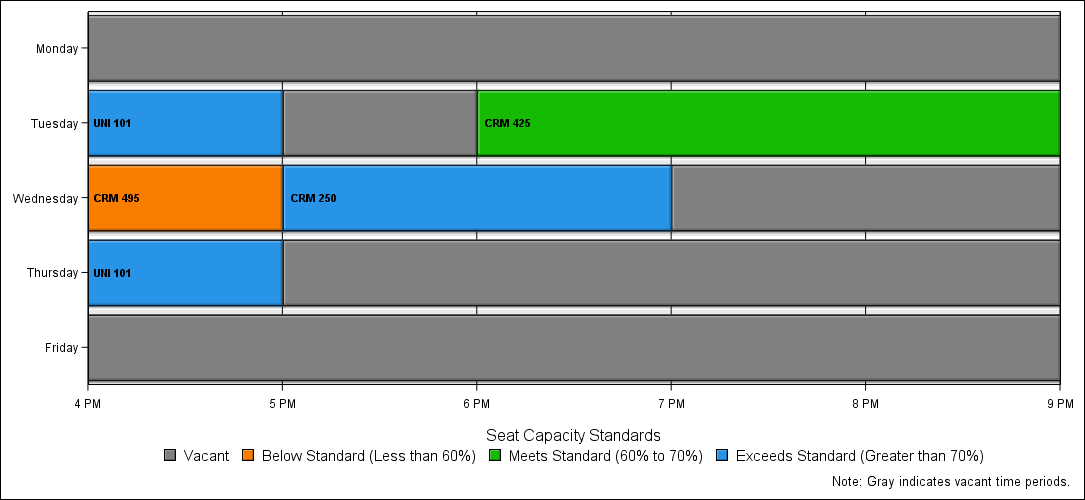 Monday
Tuesday
UNI 101
CRM 425
Wednesday
CRM 495
CRM 250
Thursday
UNI 101
Friday
4 PM 5 PM 6 PM 7 PM 8 PM 9 PM
Seat Capacity Standards
Vacant Below Standard (Less than 60%) Meets Standard (60% to 70%) Exceeds Standard (Greater than 70%)
Note: Gray indicates vacant time periods.